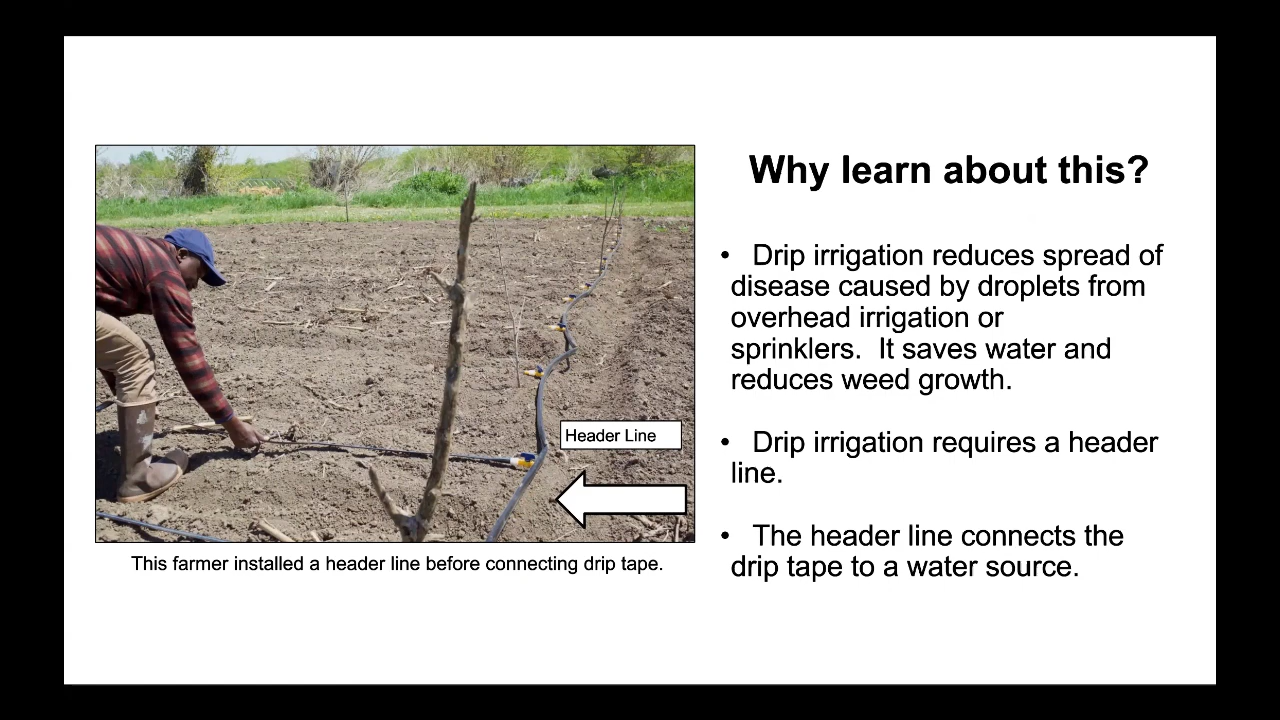 Why learn about this?
• Drip irrigation reduces spread of
disease caused by droplets from
overhead irrigation or
sprinklers. It saves water and
reduces weed growth.
• Drip irrigation requires a header
line.
• The header line connects the
drip tape to a water source.
Header Line
This farmer installed a header line before connecting drip tape.